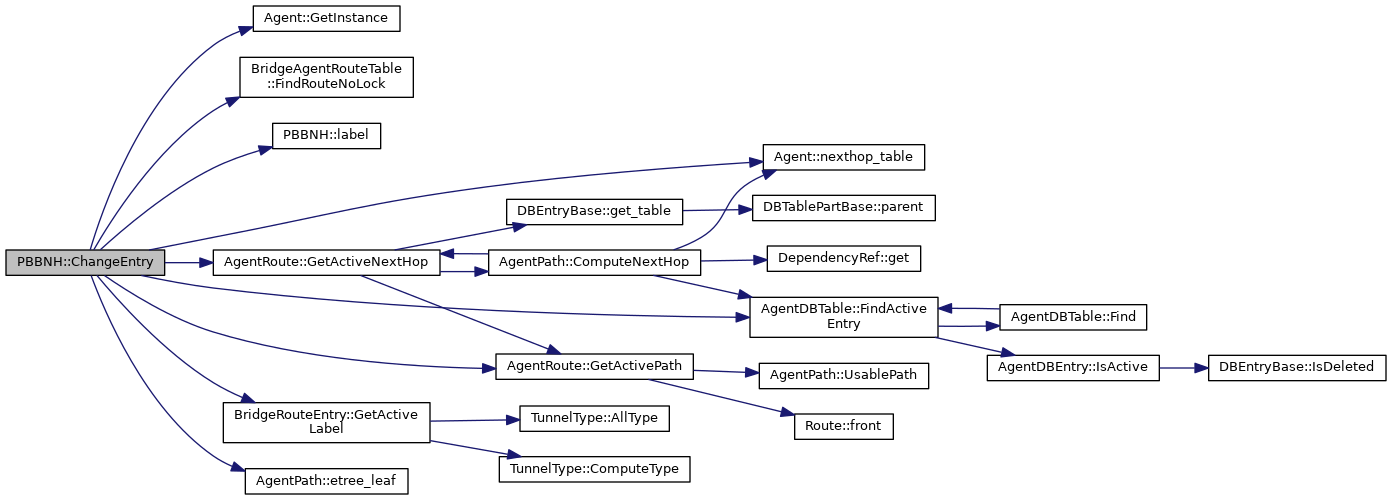 Agent::GetInstance
BridgeAgentRouteTable
::FindRouteNoLock
PBBNH::label
Agent::nexthop_table
DBEntryBase::get_table
DBTablePartBase::parent
PBBNH::ChangeEntry
AgentRoute::GetActiveNextHop
AgentPath::ComputeNextHop
DependencyRef::get
AgentDBTable::FindActive
Entry
AgentDBTable::Find
AgentRoute::GetActivePath
AgentPath::UsablePath
AgentDBEntry::IsActive
DBEntryBase::IsDeleted
BridgeRouteEntry::GetActive
Label
TunnelType::AllType
Route::front
TunnelType::ComputeType
AgentPath::etree_leaf